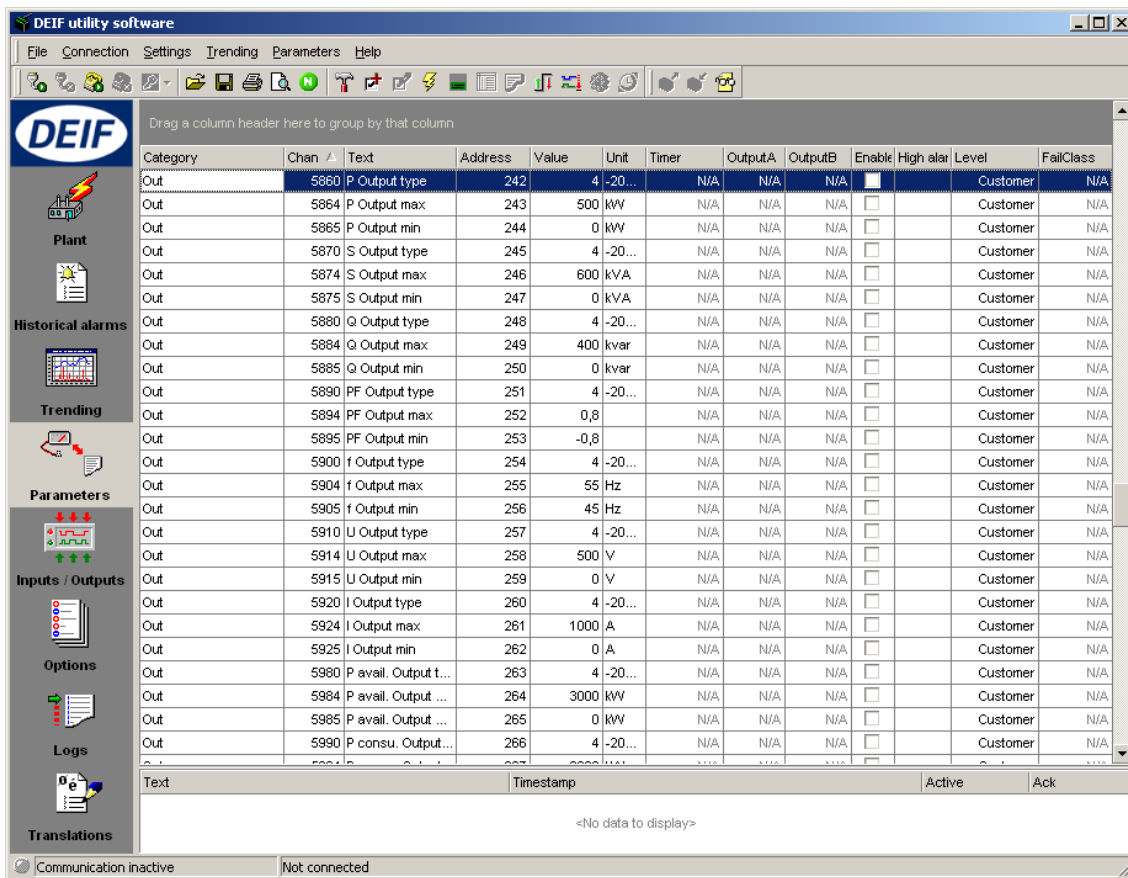 DEIF utility software
File Connection Settings Trending Parameters Help
DEIF
Drag a column header here to group by that column
Category Chan Text Address Value Unit Timer OutputA OutputB Enable High alar Level FailClass
Out 5860 P Output type 242 4 -20... N/A N/A N/A Customer N/A
Out 5864 P Output max 243 500 kW N/A N/A N/A Customer N/A
Out 5865 P Output min 244 0 kW N/A N/A N/A Customer N/A
Out 5870 S Output type 245 4 -20... N/A N/A N/A Customer N/A
Out 5874 S Output max 246 600 kVA N/A N/A N/A Customer N/A
Out 5875 S Output min 247 0 kVA N/A N/A N/A Customer N/A
Out 5880 Q Output type 248 4 -20... N/A N/A N/A Customer N/A
Out 5884 Q Output max 249 400 kvar N/A N/A N/A Customer N/A
Out 5885 Q Output min 250 0 kvar N/A N/A N/A Customer N/A
Out 5890 PF Output type 251 4 -20... N/A N/A N/A Customer N/A
Out 5894 PF Output max 252 0,8 N/A N/A N/A Customer N/A
Out 5895 PF Output min 253 -0,8 N/A N/A N/A Customer N/A
Out 5900 f Output type 254 4 -20... N/A N/A N/A Customer N/A
Out 5904 f Output max 255 55 Hz N/A N/A N/A Customer N/A
Out 5905 f Output min 256 45 Hz N/A N/A N/A Customer N/A
Out 5910 U Output type 257 4 -20... N/A N/A N/A Customer N/A
Out 5914 U Output max 258 500 V N/A N/A N/A Customer N/A
Out 5915 U Output min 259 0 V N/A N/A N/A Customer N/A
Out 5920 I Output type 260 4 -20... N/A N/A N/A Customer N/A
Out 5924 I Output max 261 1000 A N/A N/A N/A Customer N/A
Out 5925 I Output min 262 0 A N/A N/A N/A Customer N/A
Out 5980 P avail. Output t... 263 4 -20... N/A N/A N/A Customer N/A
Out 5984 P avail. Output ... 264 3000 kW N/A N/A N/A Customer N/A
Out 5985 P avail. Output ... 265 0 kW N/A N/A N/A Customer N/A
Out 5990 P consu. Output... 266 4 -20... N/A N/A N/A Customer N/A
Plant
Historical alarms
Trending
Parameters
Inputs / Outputs
Options
Logs
Translations
Text Timestamp Active Ack
<No data to display>
Communication inactive Not connected